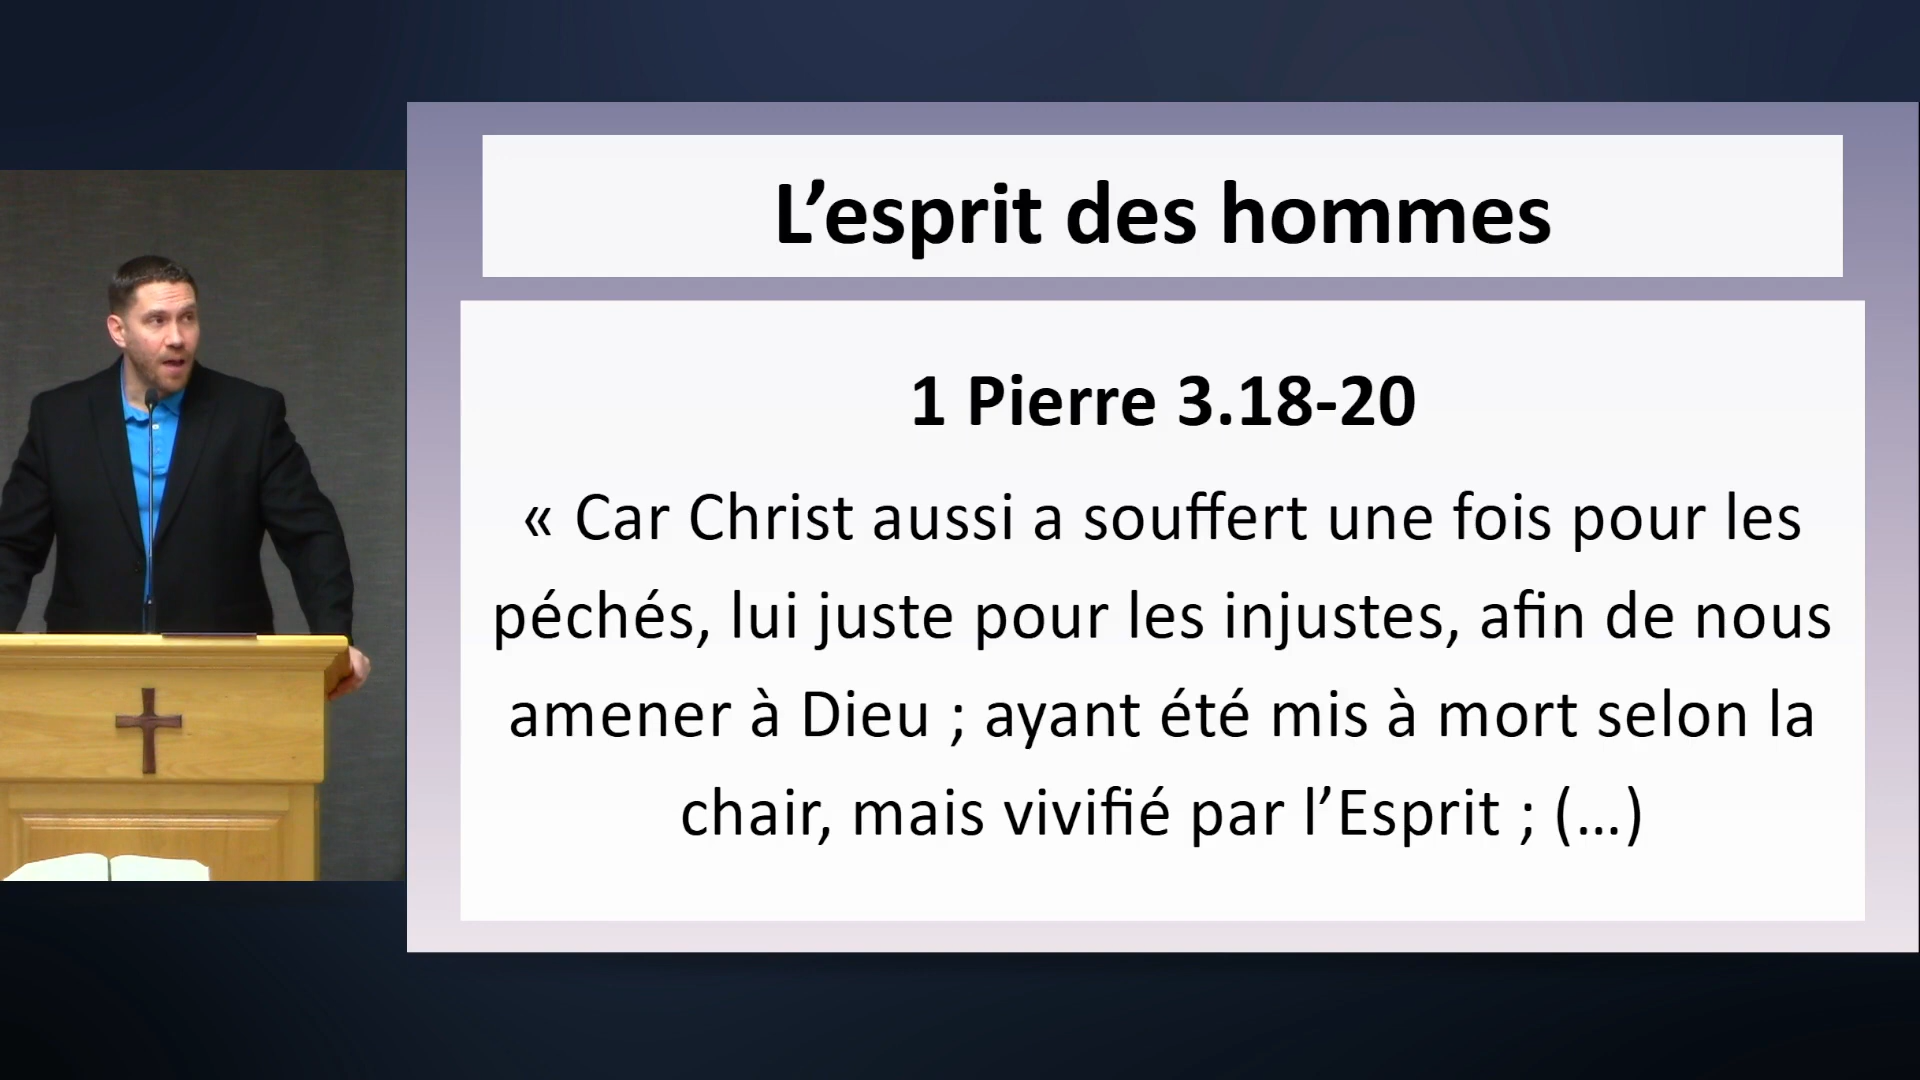 L’esprit des hommes
1 Pierre 3.18-20
« Car Christ aussi a souffert une fois pour les
péchés, lui juste pour les injustes, afin de nous
amener à Dieu ; ayant été mis à mort selon la
chair, mais vivifié par l’Esprit ; (…)